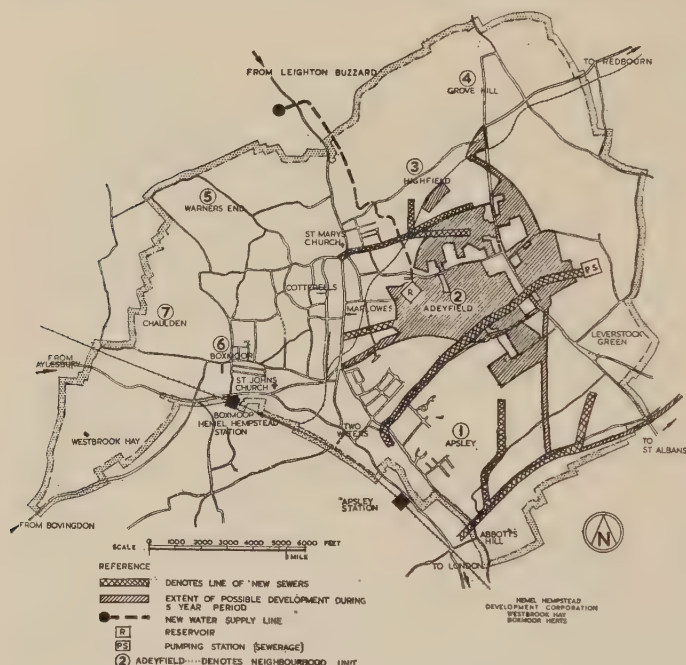 FROM LEIGHTON BUZZARD
TO REDBOURN
④
GROVE HILL
③
HIGHFIELD
⑤
WARNERS END
ST MARYS
CHURCH
COTTERELLS
R
②
ADEYFIELD
PS
MARLOWES
⑦
CHAULDEN
⑥
BOXMOOR
LEVERSTOCK
GREEN
FROM
AYLESBURY
ST JOHNS
CHURCH
BOXMOOR
HEMEL HEMPSTEAD
STATION
TWO
WATERS
①
APSLEY
WESTBROOK HAY
TO
ST ALBANS
APSLEY
STATION
FROM BOVINGDON
ABBOTTS
HILL
N
TO LONDON
SCALE 0 1000 2000 3000 4000 5000 6000 FEET
1 MILE
REFERENCE
DENOTES LINE OF NEW SEWERS
EXTENT OF POSSIBLE DEVELOPMENT DURING
5 YEAR PERIOD
NEW WATER SUPPLY LINE
R RESERVOIR
PS PUMPING STATION (SEWERAGE)
② ADEYFIELD.....DENOTES NEIGHBOURHOOD UNIT
HEMEL HEMPSTEAD
DEVELOPMENT CORPORATION
WESTBROOK HAY
BOXMOOR HERTS